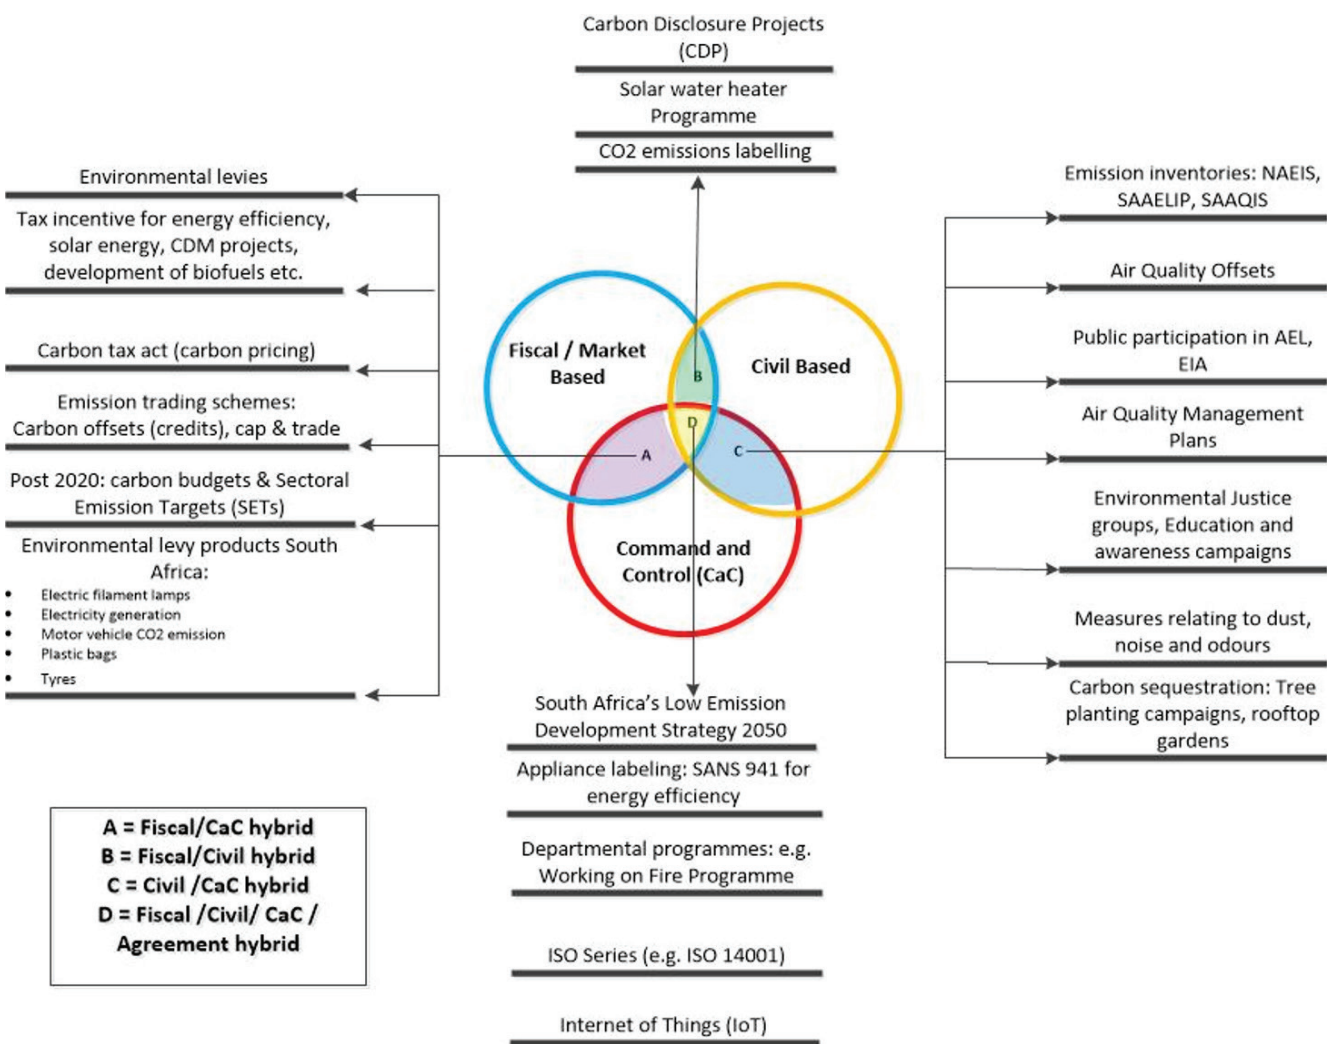 Carbon Disclosure Projects
(CDP)
Solar water heater
Programme
CO2 emissions labelling
Environmental levies
Tax incentive for energy efficiency,
solar energy, CDM projects,
development of biofuels etc.
Carbon tax act (carbon pricing)
Emission trading schemes:
Carbon offsets (credits), cap & trade
Post 2020: carbon budgets & Sectoral
Emission Targets (SETs)
Environmental levy products South
Africa:
• Electric filament lamps
• Electricity generation
• Motor vehicle CO2 emission
• Plastic bags
• Tyres
Fiscal / Market
Based
Civil Based
Command and
Control (CaC)
B
D
A
C
Emission inventories: NAEIS,
SAAELIP, SAAQIS
Air Quality Offsets
Public participation in AEL,
EIA
Air Quality Management
Plans
Environmental Justice
groups, Education and
awareness campaigns
Measures relating to dust,
noise and odours
Carbon sequestration: Tree
planting campaigns, rooftop
gardens
South Africa's Low Emission
Development Strategy 2050
Appliance labeling: SANS 941 for
energy efficiency
Departmental programmes: e.g.
Working on Fire Programme
ISO Series (e.g. ISO 14001)
Internet of Things (IoT)
A = Fiscal/CaC hybrid
B = Fiscal/Civil hybrid
C = Civil /CaC hybrid
D = Fiscal /Civil/ CaC /
Agreement hybrid